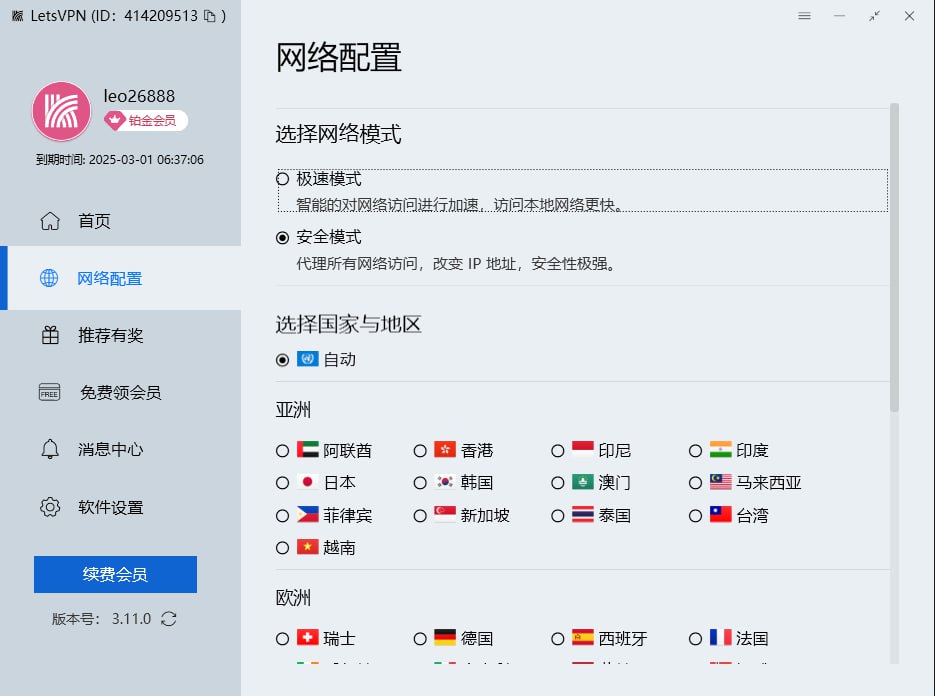 LetsVPN (ID：414209513 )
leo26888
铂金会员
到期时间: 2025-03-01 06:37:06
首页
网络配置
推荐有奖
FREE
免费领会员
消息中心
软件设置
续费会员
版本号： 3.11.0
网络配置
选择网络模式
极速模式
智能的对网络访问进行加速，访问本地网络更快。
安全模式
代理所有网络访问，改变 IP 地址，安全性极强。
选择国家与地区
自动
亚洲
阿联酋 香港 印尼 印度
日本 韩国 澳门 马来西亚
菲律宾 新加坡 泰国 台湾
越南
欧洲
瑞士 德国 西班牙 法国